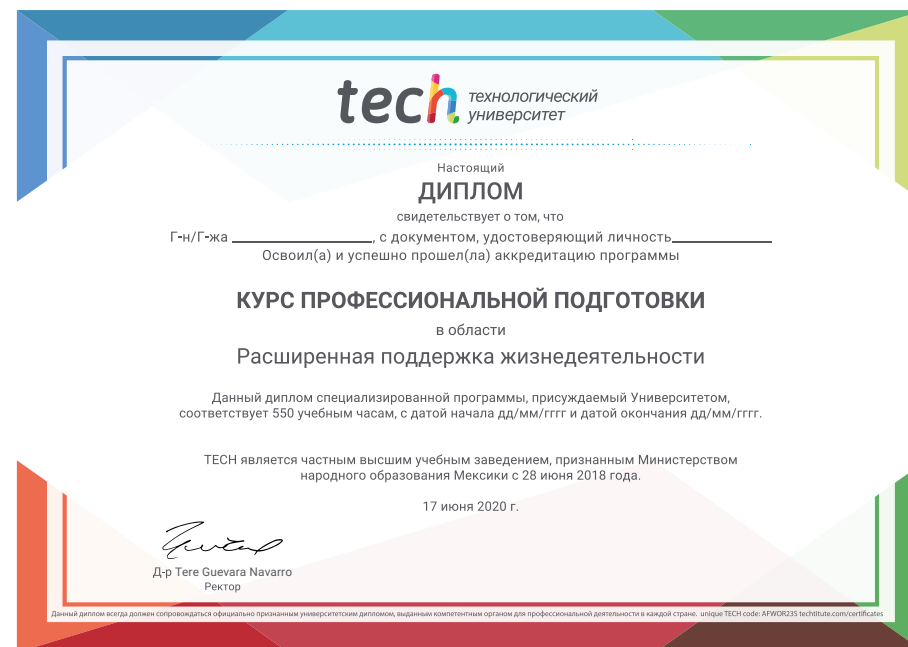 tech технологический
университет
Настоящий
ДИПЛОМ
свидетельствует о том, что
Г-н/Г-жа ____________________, с документом, удостоверяющий личность______________
Освоил(а) и успешно прошел(ла) аккредитацию программы
КУРС ПРОФЕССИОНАЛЬНОЙ ПОДГОТОВКИ
в области
Расширенная поддержка жизнедеятельности
Данный диплом специализированной программы, присуждаемый Университетом,
соответствует 550 учебным часам, с датой начала дд/мм/гггг и датой окончания дд/мм/гггг.
TECH является частным высшим учебным заведением, признанным Министерством
народного образования Мексики с 28 июня 2018 года.
17 июня 2020 г.
Д-р Tere Guevara Navarro
Ректор
Данный диплом всегда должен сопровождаться официально признанным университетским дипломом, выданным компетентным органом для профессиональной деятельности в каждой стране. unique TECH code: AFWOR23S techtitute.com/certificates